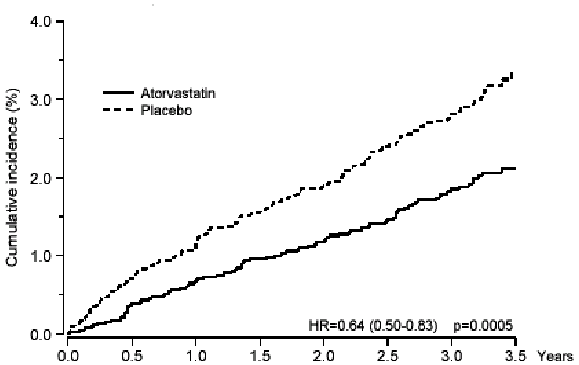 4.0
3.0
2.0
1.0
0.0
Cumulative incidence (%)
Atorvastatin
Placebo
HR=0.64 (0.50-0.83) p=0.0005
0.0 0.5 1.0 1.5 2.0 2.5 3.0 3.5 Years